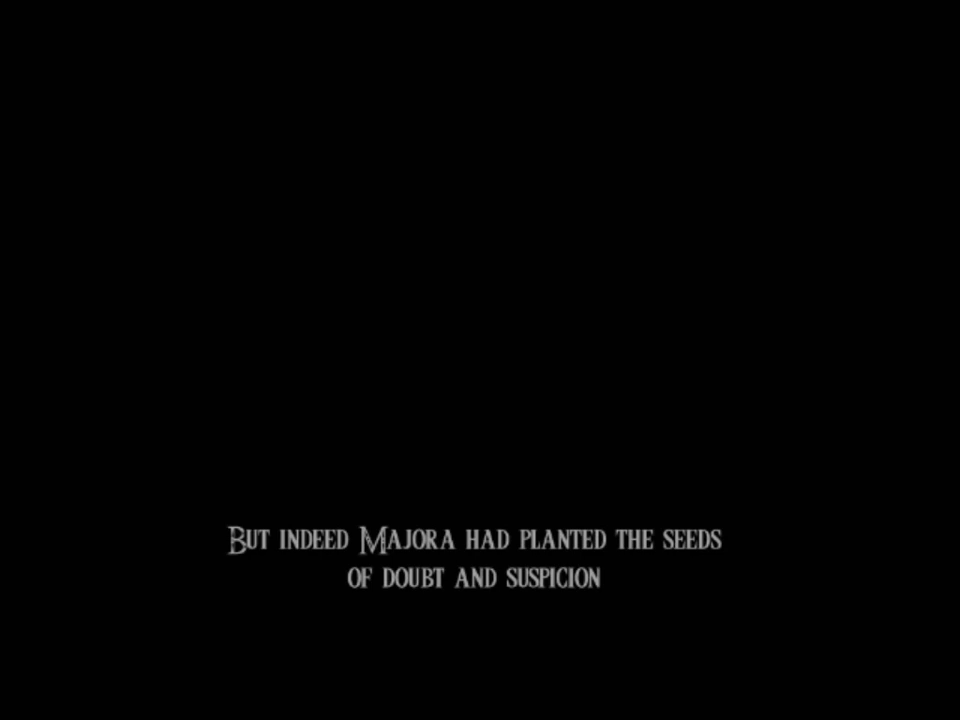 But indeed Majora had planted the seeds
of doubt and suspicion